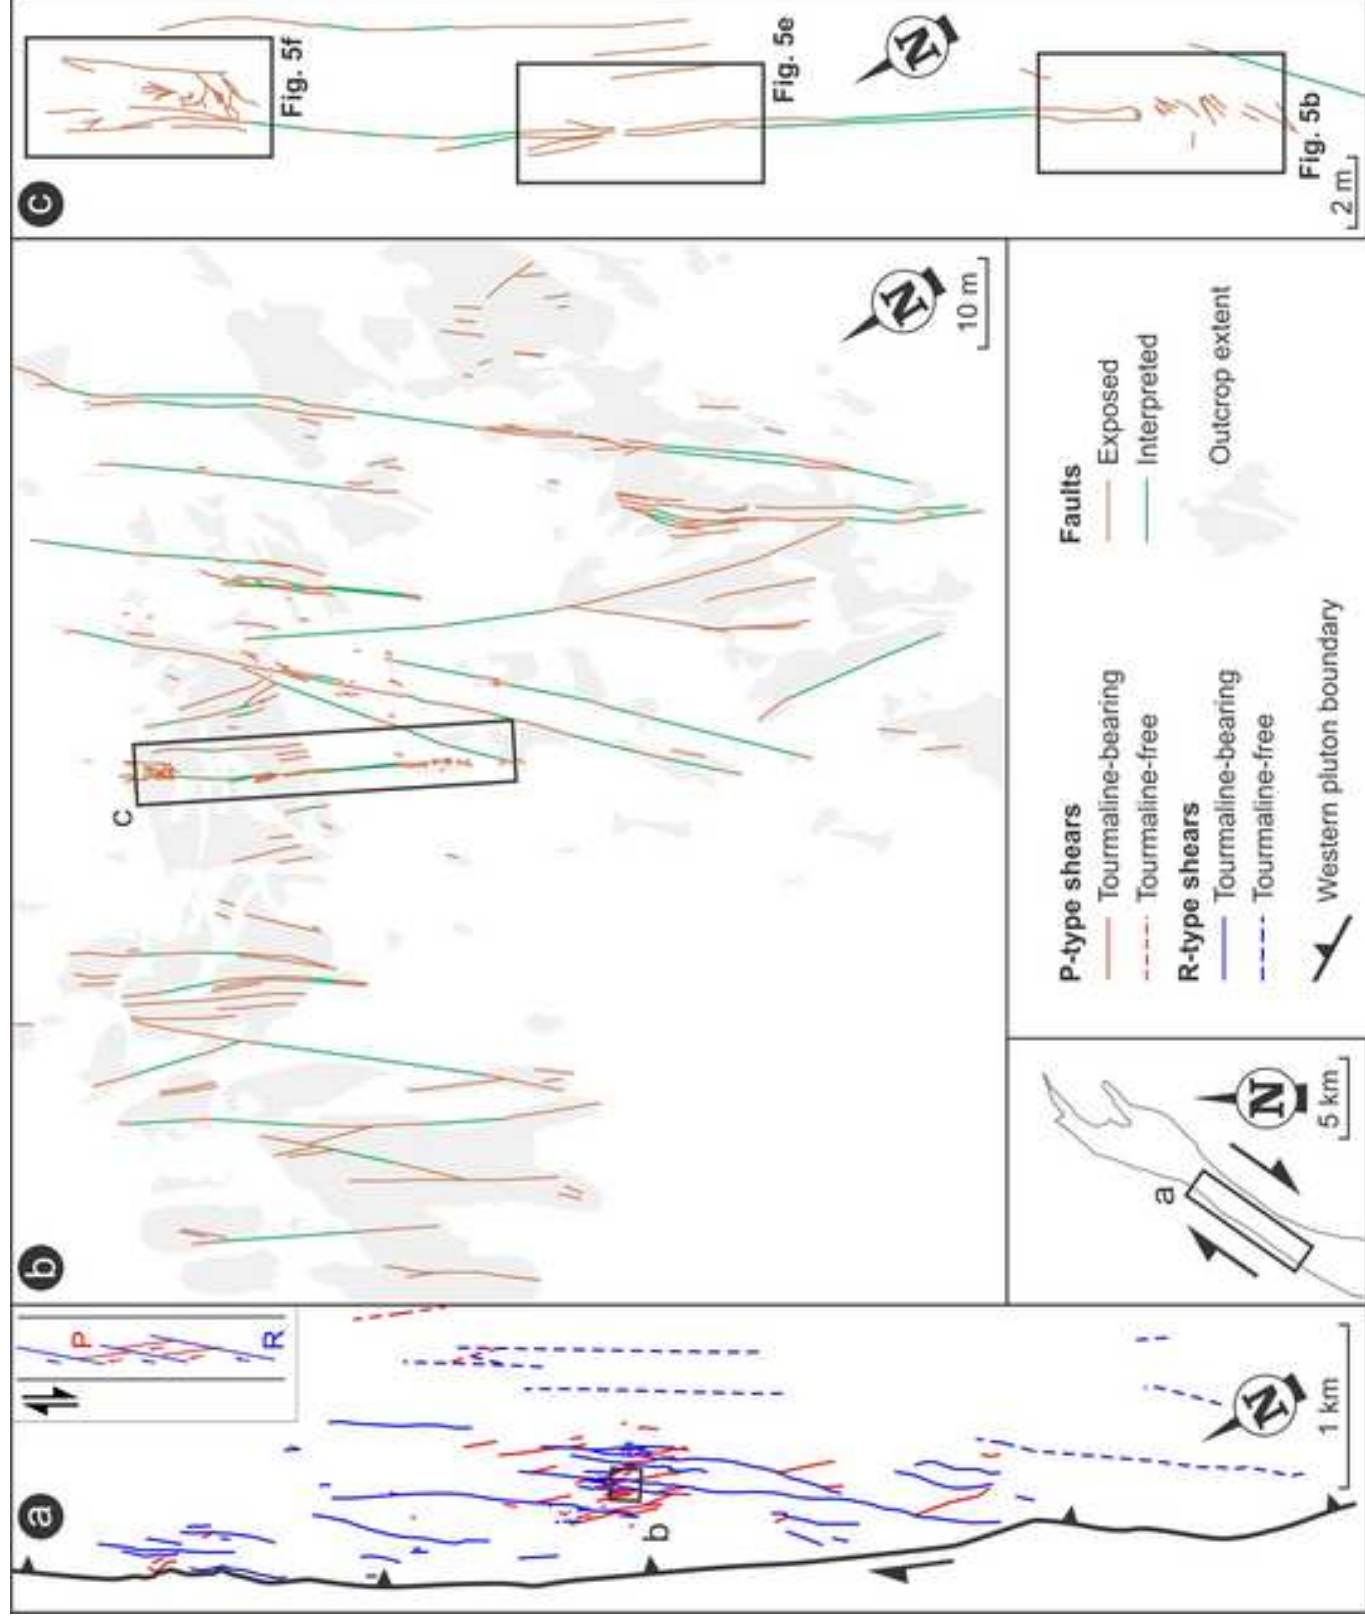 a
P
R
b
N
1 km
b
C
N
10 m
a
N
5 km
P-type shears
Tourmaline-bearing
Tourmaline-free
R-type shears
Tourmaline-bearing
Tourmaline-free
Western pluton boundary
Faults
Exposed
Interpreted
Outcrop extent
c
Fig. 5f
Fig. 5e
Fig. 5b
N
2 m